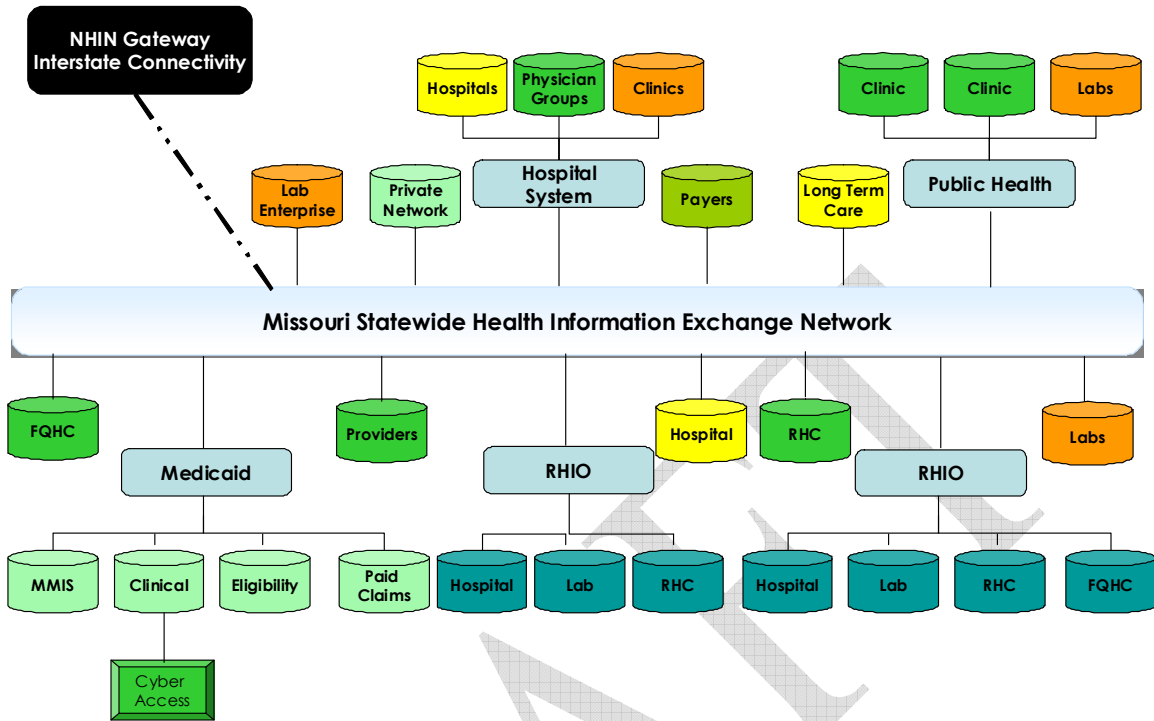 NHIN Gateway
Interstate Connectivity
Hospitals
Physician
Groups
Clinics
Clinic
Clinic
Labs
Lab
Enterprise
Private
Network
Hospital
System
Payers
Long Term
Care
Public Health
Missouri Statewide Health Information Exchange Network
FQHC
Providers
Hospital
RHC
Labs
Medicaid
RHIO
RHIO
MMIS
Clinical
Eligibility
Paid
Claims
Hospital
Lab
RHC
Hospital
Lab
RHC
FQHC
Cyber
Access